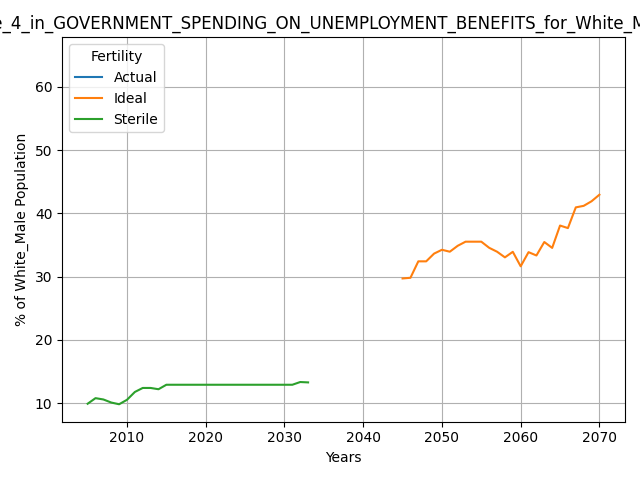 _4_in_GOVERNMENT_SPENDING_ON_UNEMPLOYMENT_BENEFITS_for_White_M
Fertility
Actual
Ideal
Sterile
% of White_Male Population
60
50
40
30
20
10
2010
2020
2030
2040
2050
2060
2070
Years